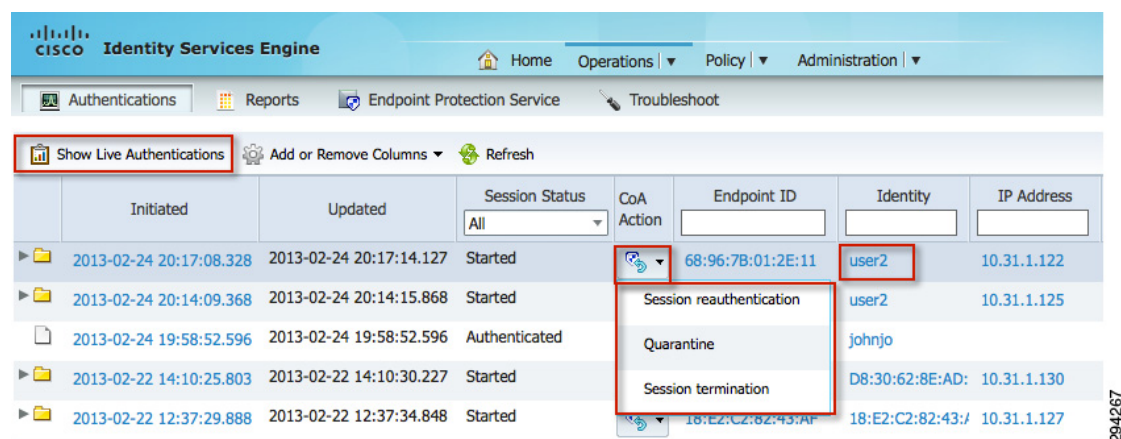 cisco Identity Services Engine
Home Operations Policy Administration
Authentications Reports Endpoint Protection Service Troubleshoot
Show Live Authentications Add or Remove Columns Refresh
Initiated Updated Session Status CoA Action Endpoint ID Identity IP Address
All
2013-02-24 20:17:08.328 2013-02-24 20:17:14.127 Started 68:96:7B:01:2E:11 user2 10.31.1.122
2013-02-24 20:14:09.368 2013-02-24 20:14:15.868 Started Session reauthentication user2 10.31.1.125
2013-02-24 19:58:52.596 2013-02-24 19:58:52.596 Authenticated Quarantine johnjo
2013-02-22 14:10:25.803 2013-02-22 14:10:30.227 Started Session termination D8:30:62:8E:AD: 10.31.1.130
2013-02-22 12:37:29.888 2013-02-22 12:37:34.848 Started 18:E2:C2:82:43:AF 18:E2:C2:82:43:A 10.31.1.127
294267